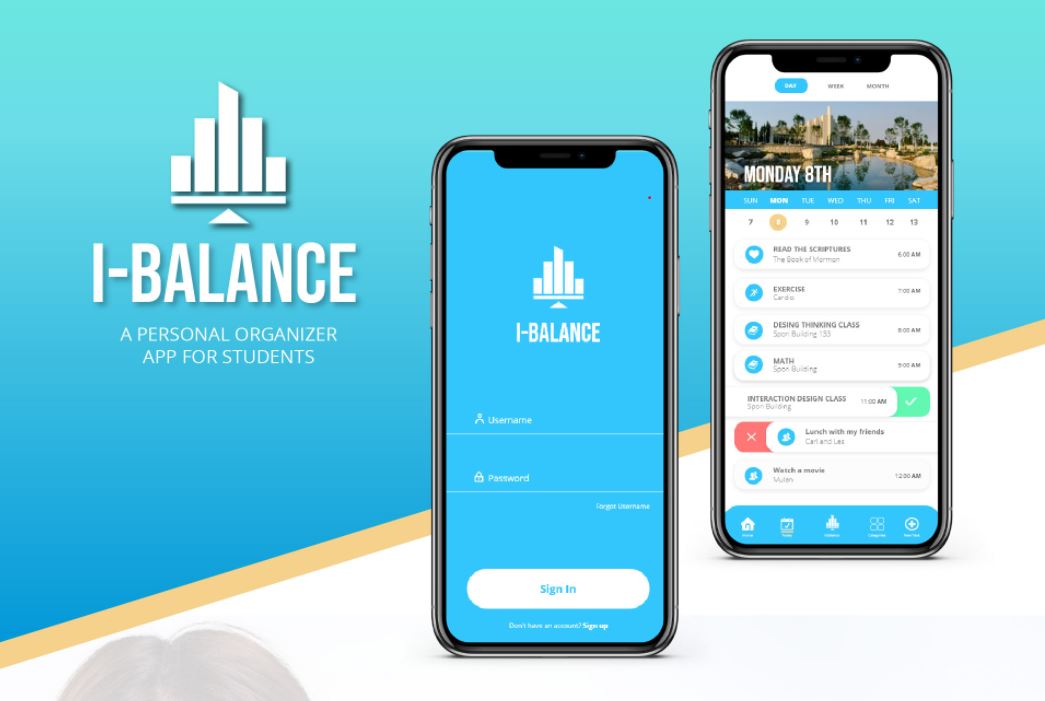 I-BALANCE
A PERSONAL ORGANIZER
APP FOR STUDENTS
I-BALANCE
Username
Password
Forgot Username
Sign In
Don't have an account? Sign up
DAY WEEK MONTH
MONDAY 8TH
SUN MON TUE WED THU FRI SAT
7 8 9 10 11 12 13
READ THE SCRIPTURES
The Book of Mormon
6:00 AM
EXERCISE
Cardio
7:00 AM
DESING THINKING CLASS
Spori Building 133
8:00 AM
MATH
Spori Building
9:00 AM
INTERACTION DESIGN CLASS
Spori Building
11:00 AM
Lunch with my friends
Carl and Les
Watch a movie
Mulan
12:00 AM
Home Today I-Balance Categories New Task